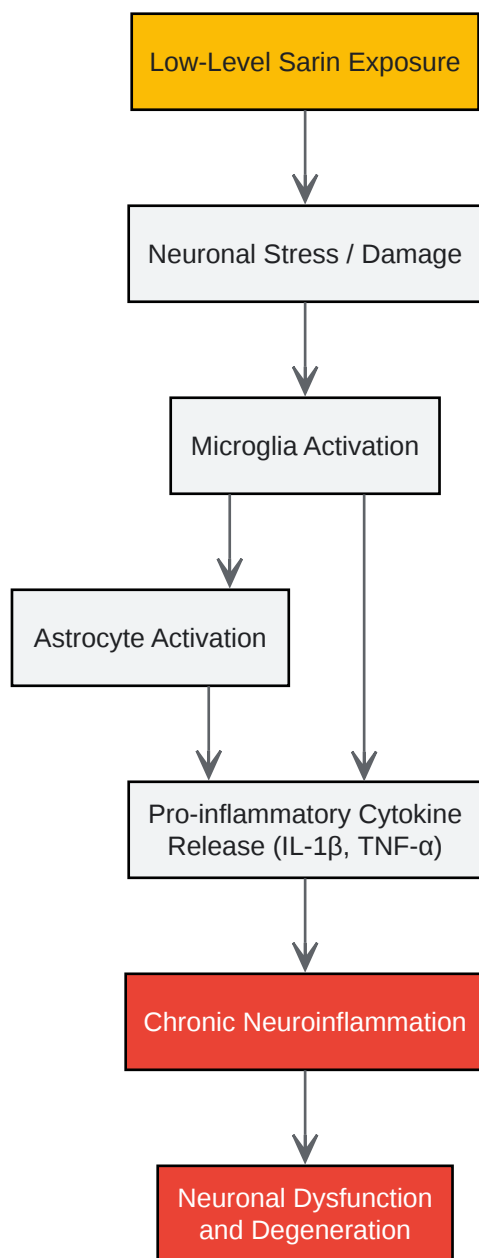 Low-Level Sarin Exposure
Neuronal Stress / Damage
Microglia Activation
Astrocyte Activation
Pro-inflammatory Cytokine
Release (IL-1β, TNF-α)
Chronic Neuroinflammation
Neuronal Dysfunction
and Degeneration